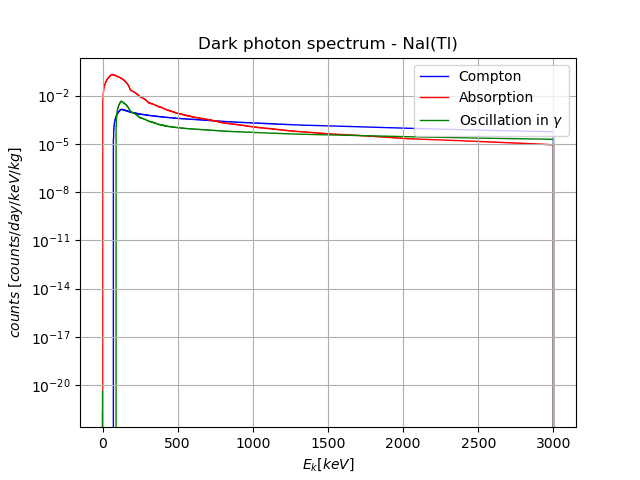 Dark photon spectrum - NaI(Tl)
Compton
Absorption
Oscillation in γ
counts [counts/day/keV/kg]
10⁻²
10⁻⁵
10⁻⁸
10⁻¹¹
10⁻¹⁴
10⁻¹⁷
10⁻²⁰
0 500 1000 1500 2000 2500 3000
Eₖ[keV]